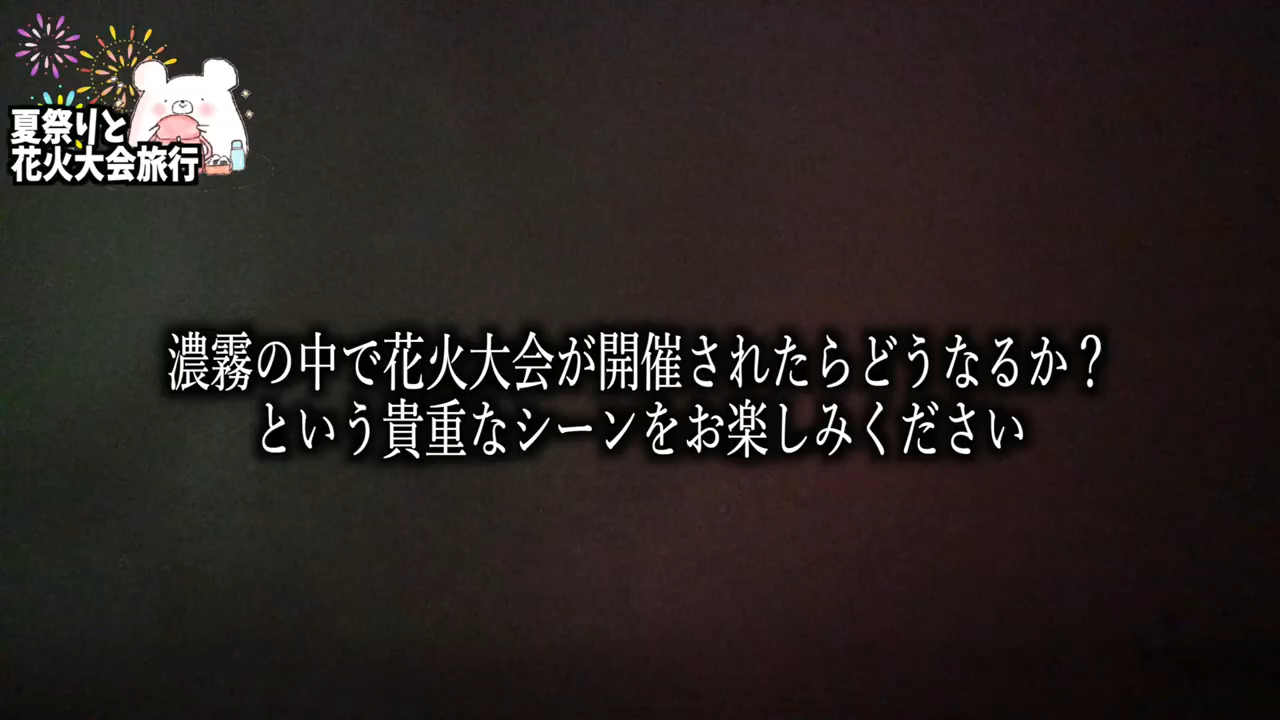 夏祭りと
花火大会旅行
濃霧の中で花火大会が開催されたらどうなるか？
という貴重なシーンをお楽しみください